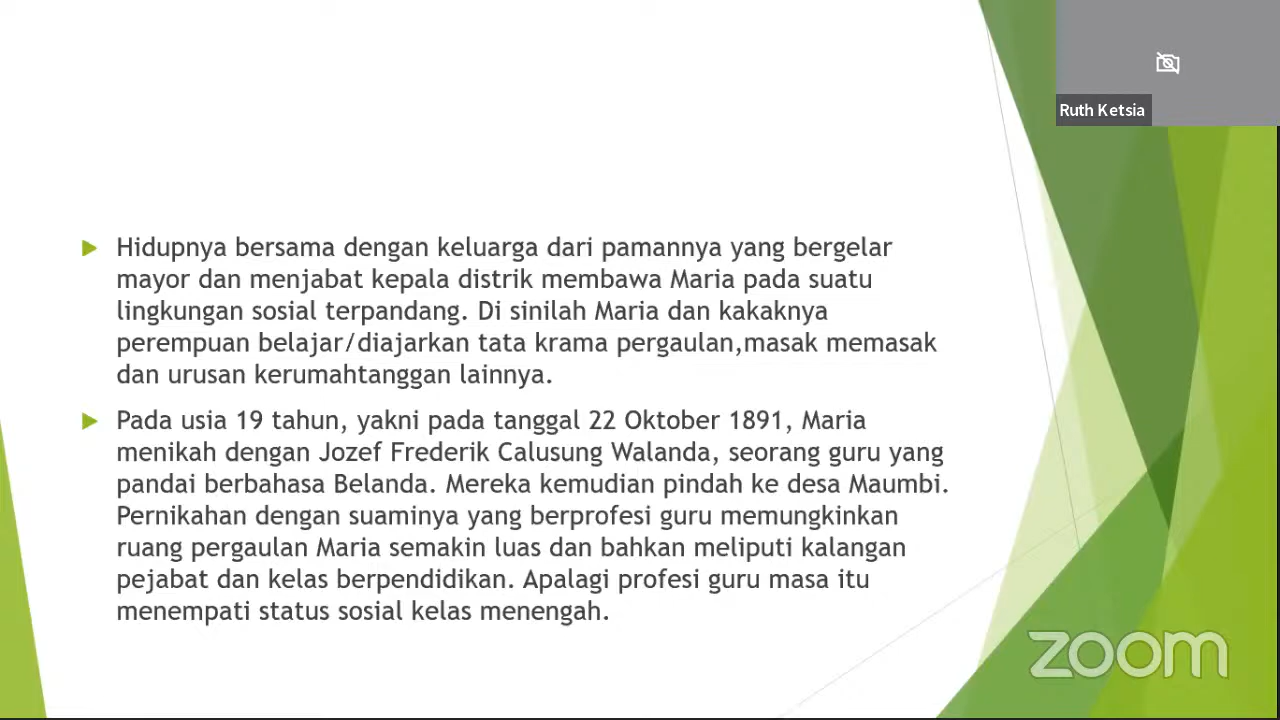 Ruth Ketsia
Hidupnya bersama dengan keluarga dari pamannya yang bergelar
mayor dan menjabat kepala distrik membawa Maria pada suatu
lingkungan sosial terpandang. Di sinilah Maria dan kakaknya
perempuan belajar/diajarkan tata krama pergaulan,masak memasak
dan urusan kerumahtanggan lainnya.
Pada usia 19 tahun, yakni pada tanggal 22 Oktober 1891, Maria
menikah dengan Jozef Frederik Calusung Walanda, seorang guru yang
pandai berbahasa Belanda. Mereka kemudian pindah ke desa Maumbi.
Pernikahan dengan suaminya yang berprofesi guru memungkinkan
ruang pergaulan Maria semakin luas dan bahkan meliputi kalangan
pejabat dan kelas berpendidikan. Apalagi profesi guru masa itu
menempati status sosial kelas menengah.
zoom